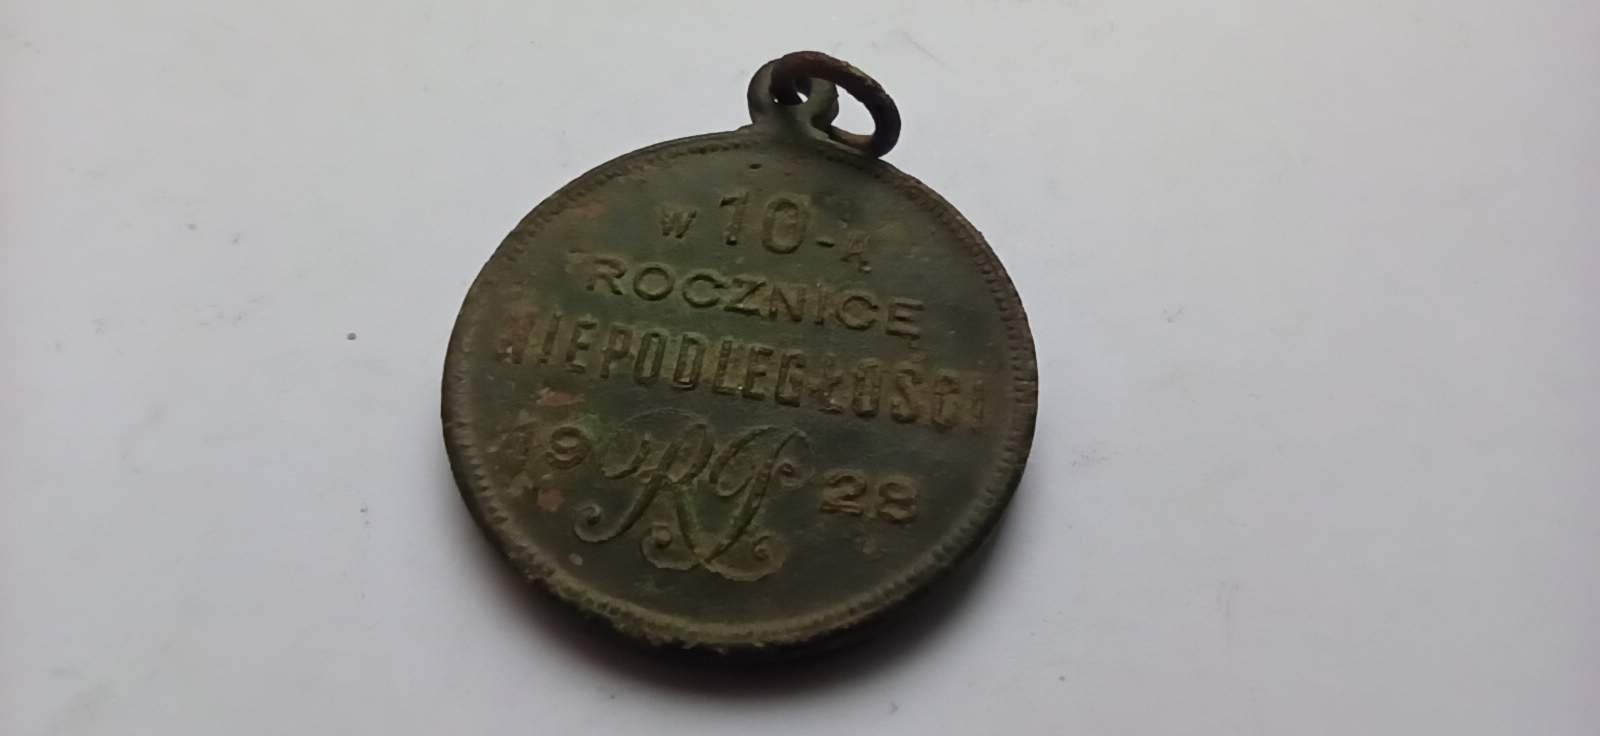 W 10-Ą
ROCZNICĘ
NIEPODLEGŁOŚCI
19 RP 28